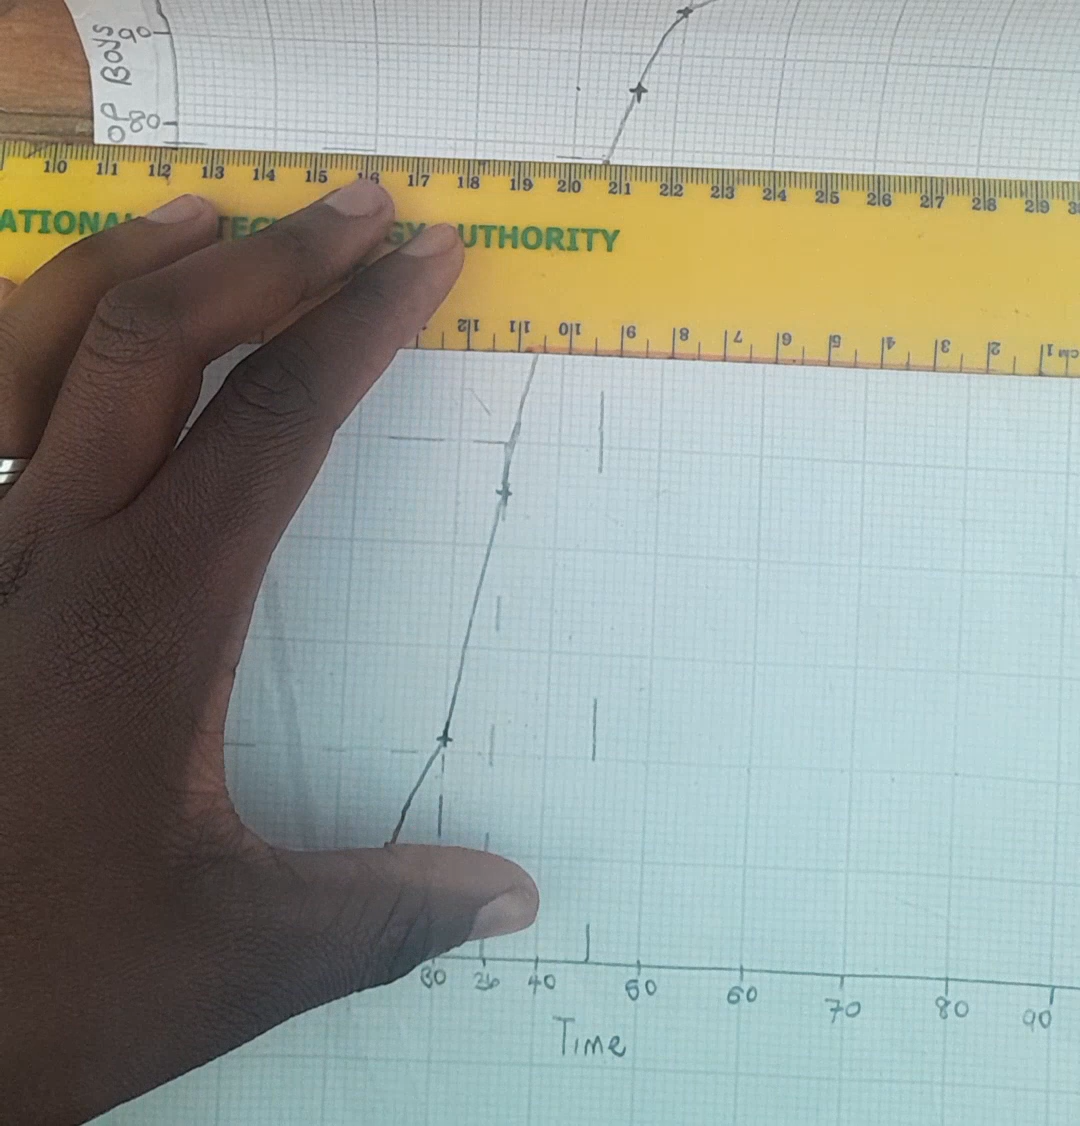 90
OF BOYS
80
10 11 12 13 14 15 16 17 18 19 20 21 22 23 24 25 26 27 28 29
UTHORITY
12 11 10 9 8 7 6 5 4 3 2 1 cm
30 36 40 50 60 70 80 90
Time